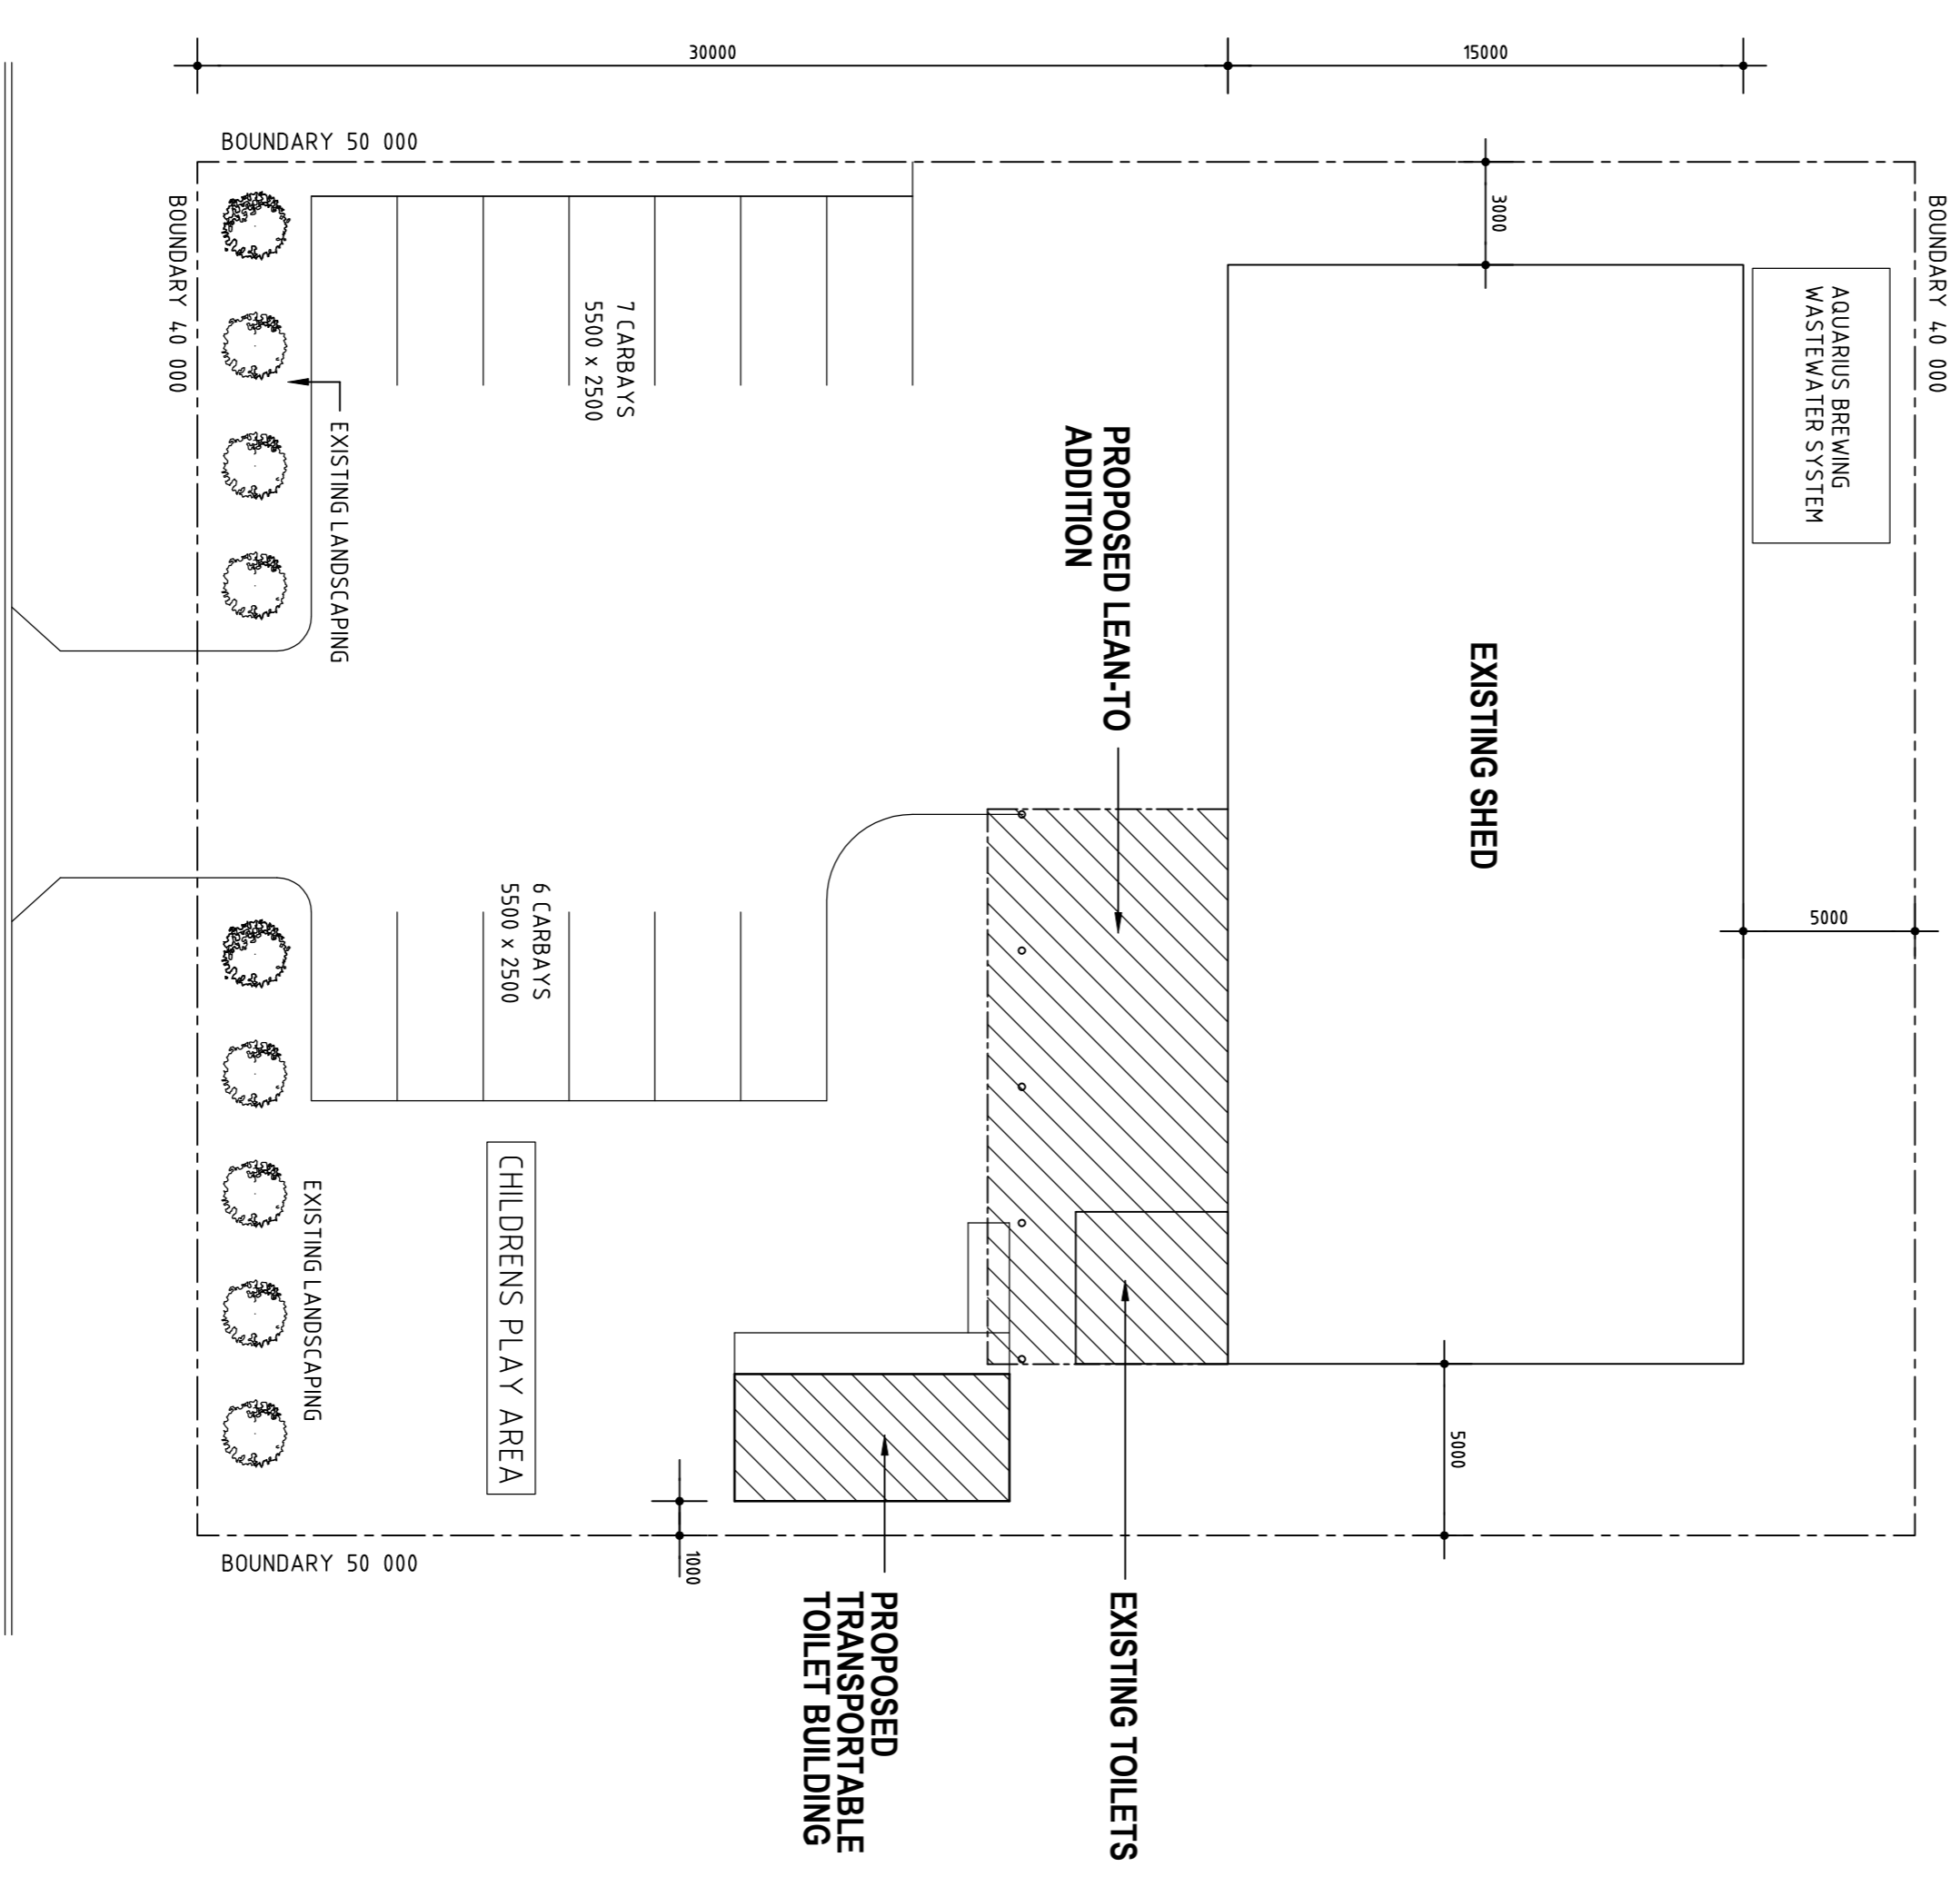 30000
15000
BOUNDARY 50 000
BOUNDARY 40 000
BOUNDARY 40 000
3000
AQUARIUS BREWING
WASTEWATER SYSTEM
7 CARBAYS
5500 x 2500
EXISTING LANDSCAPING
PROPOSED LEAN-TO
ADDITION
EXISTING SHED
5000
6 CARBAYS
5500 x 2500
CHILDRENS PLAY AREA
EXISTING LANDSCAPING
5000
BOUNDARY 50 000
1000
PROPOSED
TRANSPORTABLE
TOILET BUILDING
EXISTING TOILETS